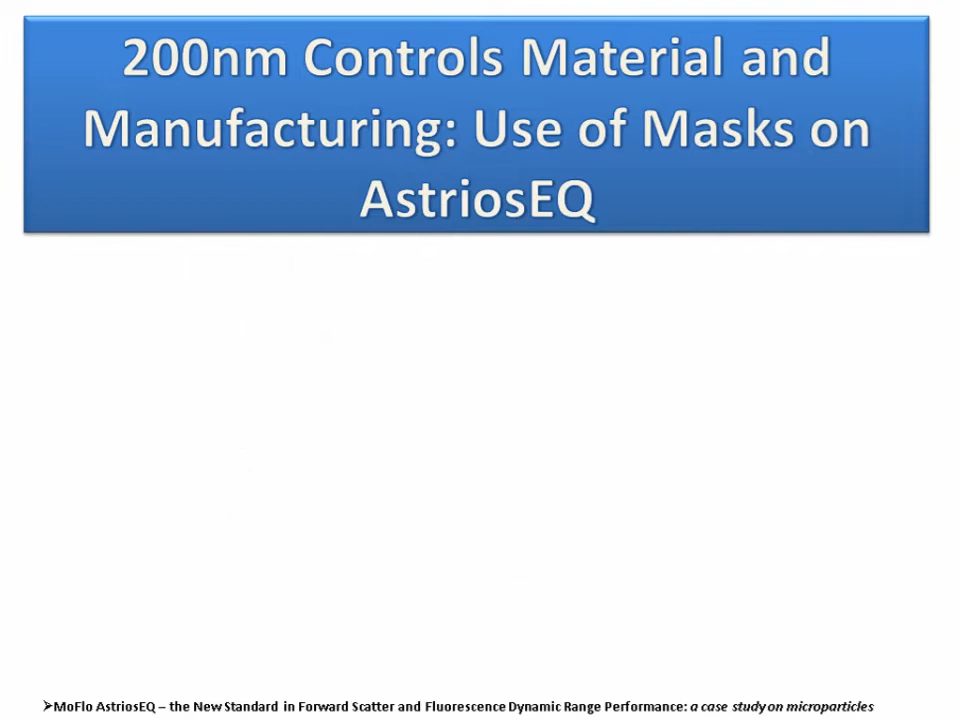 200nm Controls Material and
Manufacturing: Use of Masks on
AstriosEQ
➢MoFlo AstriosEQ – the New Standard in Forward Scatter and Fluorescence Dynamic Range Performance: a case study on microparticles